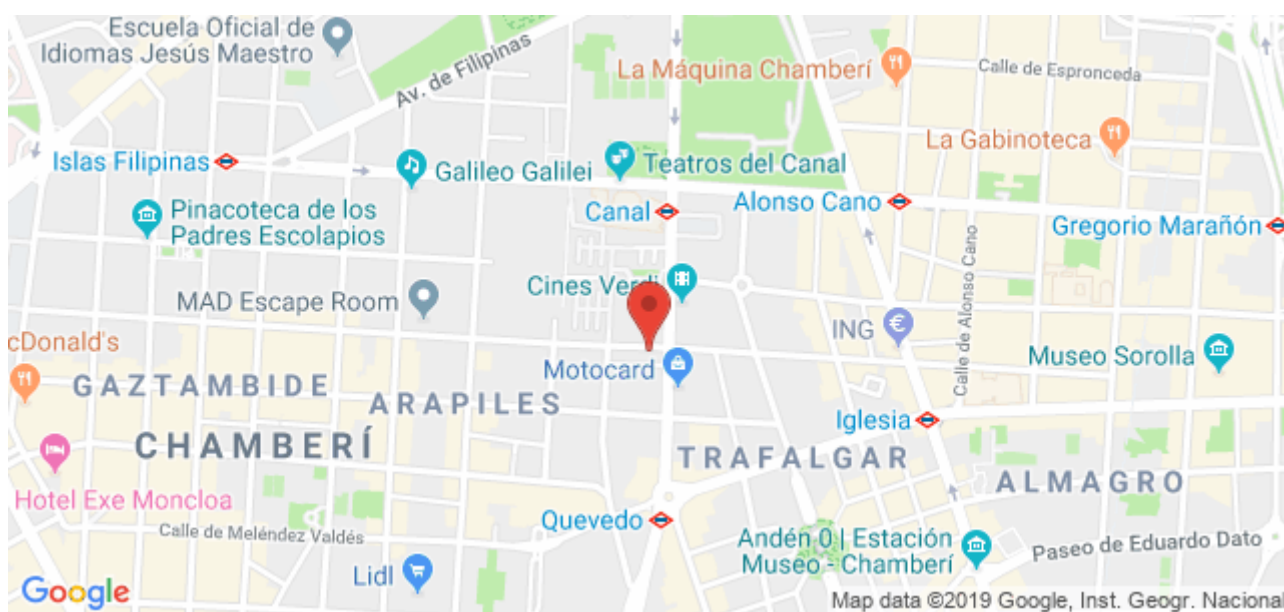 Escuela Oficial de
Idiomas Jesús Maestro
Av. de Filipinas
La Máquina Chamberí
Calle de Espronceda
La Gabinoteca
Islas Filipinas
Galileo Galilei
Teatros del Canal
Pinacoteca de los
Padres Escolapios
Canal
Alonso Cano
Gregorio Marañón
Calle de Alonso Cano
MAD Escape Room
Cines Verdi
ING
cDonald's
Motocard
Museo Sorolla
GAZTAMBIDE
ARAPILES
Iglesia
CHAMBERÍ
TRAFALGAR
ALMAGRO
Hotel Exe Moncloa
Quevedo
Calle de Meléndez Valdés
Andén 0 | Estación
Museo - Chamberí
Paseo de Eduardo Dato
Lidl
Google
Map data ©2019 Google, Inst. Geogr. Nacional